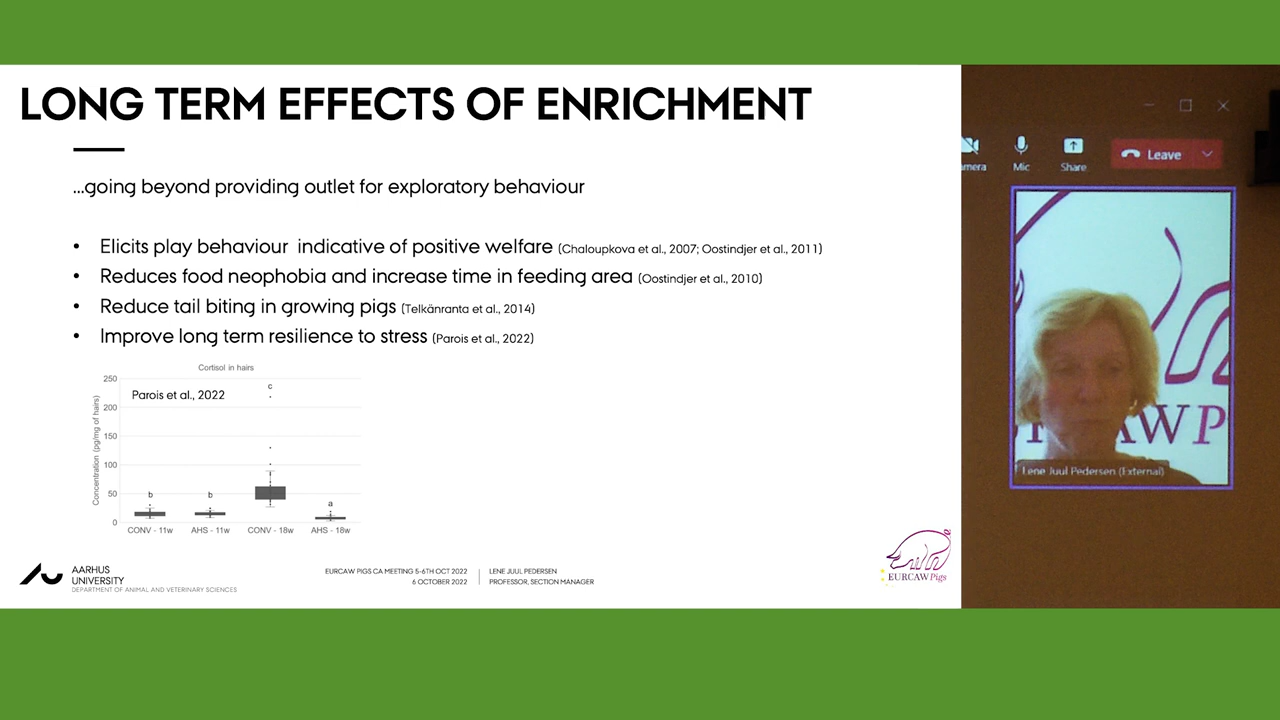 LONG TERM EFFECTS OF ENRICHMENT
...going beyond providing outlet for exploratory behaviour
• Elicits play behaviour indicative of positive welfare (Chaloupkova et al., 2007; Oostindjer et al., 2011)
• Reduces food neophobia and increase time in feeding area (Oostindjer et al., 2010)
• Reduce tail biting in growing pigs (Telkänranta et al., 2014)
• Improve long term resilience to stress (Parois et al., 2022)
Cortisol in hairs
Parois et al., 2022
Concentration (pg/mg of hairs)
250
200
150
100
50
0
b
b
c
a
CONV - 11w AHS - 11w CONV - 18w AHS - 18w
AARHUS
UNIVERSITY
DEPARTMENT OF ANIMAL AND VETERINARY SCIENCES
EURCAW PIGS CA MEETING 5-6TH OCT 2022
6 OCTOBER 2022
LENE JUUL PEDERSEN
PROFESSOR, SECTION MANAGER
EURCAW Pigs
mera Mic Share Leave
AWP
Lene Juul Pedersen (External)